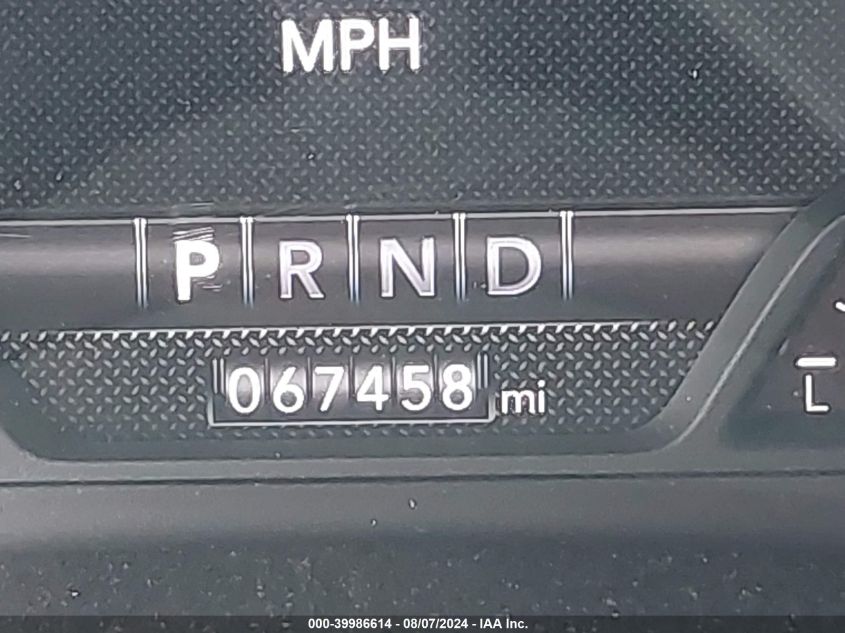 MPH
P R N D
067458 mi
L
000-39986614 - 08/07/2024 - IAA Inc.